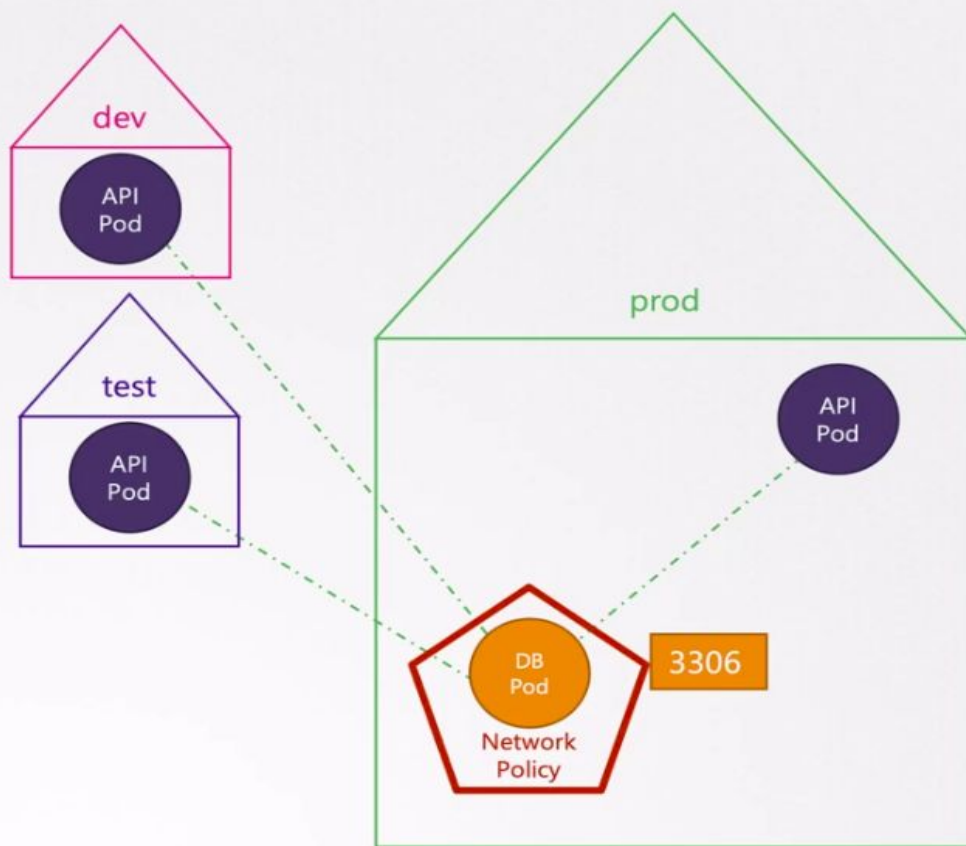 dev
API
Pod
test
API
Pod
prod
API
Pod
DB
Pod
Network
Policy
3306